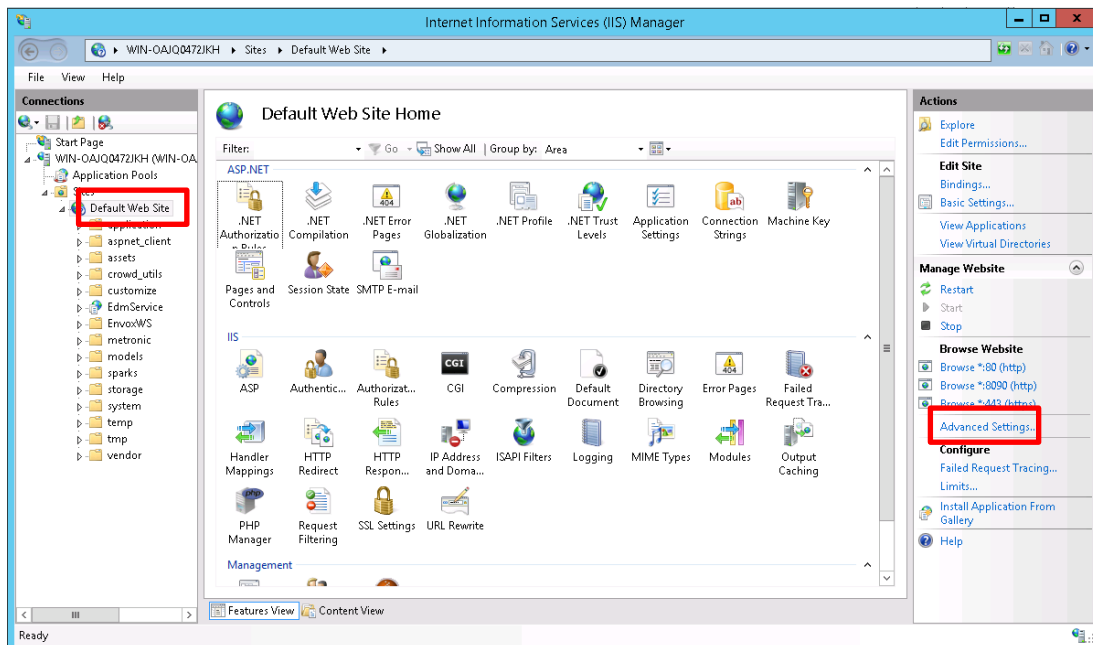 Internet Information Services (IIS) Manager
WIN-OAJQ0472JKH Sites Default Web Site
File View Help
Connections
Start Page
WIN-OAJQ0472JKH (WIN-OA
Application Pools
Sites
Default Web Site
application
aspnet_client
assets
crowd_utils
customize
EdmService
EnvoxWS
metronic
models
sparks
storage
system
temp
tmp
vendor
Default Web Site Home
Filter: Go Show All Group by: Area
ASP.NET
.NET Authorizatio n Rules
.NET Compilation
.NET Error Pages
.NET Globalization
.NET Profile
.NET Trust Levels
Application Settings
Connection Strings
Machine Key
Pages and Controls
Session State
SMTP E-mail
IIS
ASP
Authentic...
Authorizat... Rules
CGI
Compression
Default Document
Directory Browsing
Error Pages
Failed Request Tra...
Handler Mappings
HTTP Redirect
HTTP Respon...
IP Address and Doma...
ISAPI Filters
Logging
MIME Types
Modules
Output Caching
PHP Manager
Request Filtering
SSL Settings
URL Rewrite
Management
Features View Content View
Actions
Explore
Edit Permissions...
Edit Site
Bindings...
Basic Settings...
View Applications
View Virtual Directories
Manage Website
Restart
Start
Stop
Browse Website
Browse *:80 (http)
Browse *:8090 (http)
Browse *:443 (https)
Advanced Settings...
Configure
Failed Request Tracing...
Limits...
Install Application From
Gallery
Help
Ready